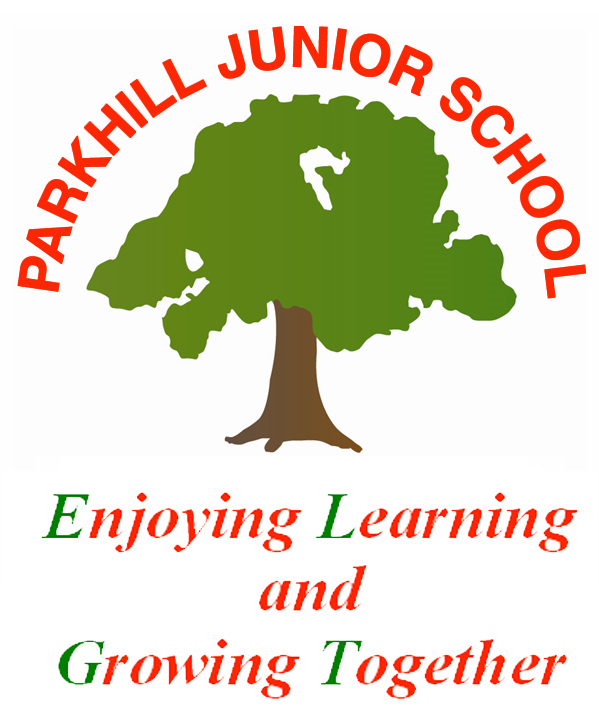 PARKHILL JUNIOR SCHOOL
Enjoying Learning
and
Growing Together